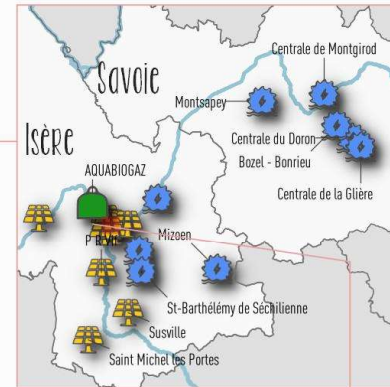 Centrale de Montgirod
Savoie
Montsapey
Isère
Centrale du Doron
Bozel - Bonrieu
AQUABIOGAZ
Centrale de la Glière
Mizoen
St-Barthélémy de Séchilienne
Susville
Saint Michel les Portes